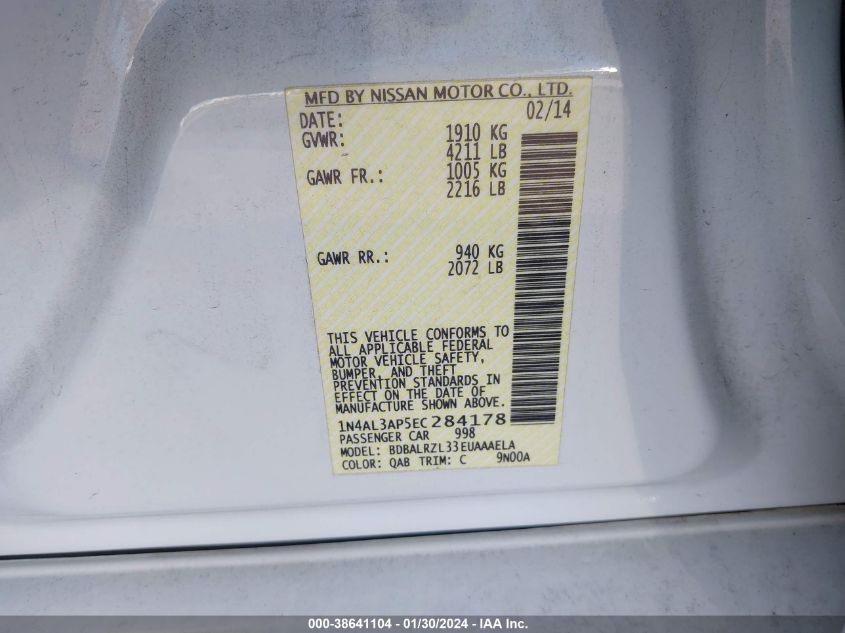 MFD BY NISSAN MOTOR CO., LTD.
DATE: 02/14
GVWR: 1910 KG
4211 LB
GAWR FR.: 1005 KG
2216 LB
GAWR RR.: 940 KG
2072 LB
THIS VEHICLE CONFORMS TO
ALL APPLICABLE FEDERAL
MOTOR VEHICLE SAFETY,
BUMPER, AND THEFT
PREVENTION STANDARDS IN
EFFECT ON THE DATE OF
MANUFACTURE SHOWN ABOVE.
1N4AL3AP5EC284178
PASSENGER CAR 998
MODEL: BDBALRZL33EUAAAELA
COLOR: QAB TRIM: C 9N00A
000-38641104 - 01/30/2024 - IAA Inc.